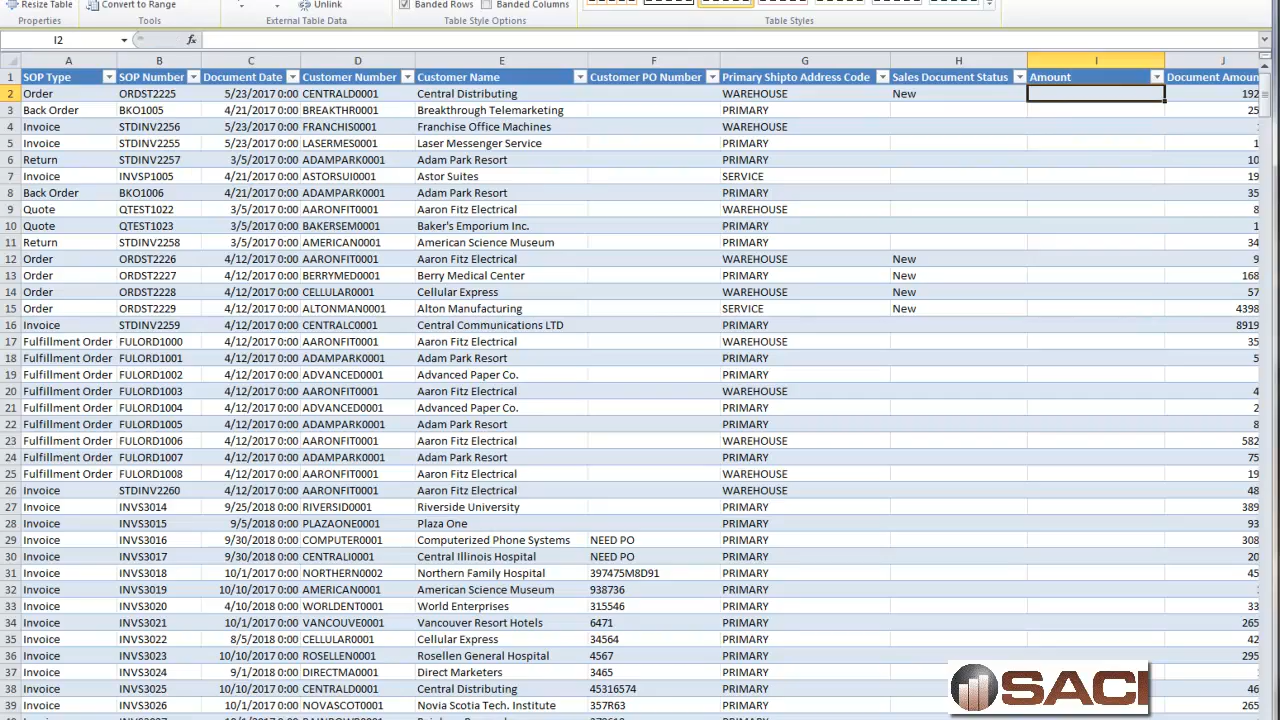 Resize Table Convert to Range Unlink Banded Rows Banded Columns
Properties Tools External Table Data Table Style Options Table Styles
I2 fx
A B C D E F G H I J
1 SOP Type SOP Number Document Date Customer Number Customer Name Customer PO Number Primary Shipto Address Code Sales Document Status Amount Document Amoun
2 Order ORDST2225 5/23/2017 0:00 CENTRALD0001 Central Distributing WAREHOUSE New 192
3 Back Order BKO1005 4/21/2017 0:00 BREAKTHR0001 Breakthrough Telemarketing PRIMARY 25
4 Invoice STDINV2256 5/23/2017 0:00 FRANCHIS0001 Franchise Office Machines WAREHOUSE
5 Invoice STDINV2255 5/23/2017 0:00 LASERMES0001 Laser Messenger Service PRIMARY 1
6 Return STDINV2257 3/5/2017 0:00 ADAMPARK0001 Adam Park Resort PRIMARY 10
7 Invoice INVSP1005 4/21/2017 0:00 ASTORSUI0001 Astor Suites SERVICE 19
8 Back Order BKO1006 4/21/2017 0:00 ADAMPARK0001 Adam Park Resort PRIMARY 35
9 Quote QTEST1022 3/5/2017 0:00 AARONFIT0001 Aaron Fitz Electrical WAREHOUSE 8
10 Quote QTEST1023 3/5/2017 0:00 BAKERSEM0001 Baker's Emporium Inc. PRIMARY 1
11 Return STDINV2258 3/5/2017 0:00 AMERICAN0001 American Science Museum PRIMARY 34
12 Order ORDST2226 4/12/2017 0:00 AARONFIT0001 Aaron Fitz Electrical WAREHOUSE New 9
13 Order ORDST2227 4/12/2017 0:00 BERRYMED0001 Berry Medical Center PRIMARY New 168
14 Order ORDST2228 4/12/2017 0:00 CELLULAR0001 Cellular Express PRIMARY New 57
15 Order ORDST2229 4/12/2017 0:00 ALTONMAN0001 Alton Manufacturing SERVICE New 4398
16 Invoice STDINV2259 4/12/2017 0:00 CENTRALC0001 Central Communications LTD PRIMARY 8919
17 Fulfillment Order FULORD1000 4/12/2017 0:00 AARONFIT0001 Aaron Fitz Electrical WAREHOUSE 35
18 Fulfillment Order FULORD1001 4/12/2017 0:00 ADAMPARK0001 Adam Park Resort PRIMARY 5
19 Fulfillment Order FULORD1002 4/12/2017 0:00 ADVANCED0001 Advanced Paper Co. PRIMARY
20 Fulfillment Order FULORD1003 4/12/2017 0:00 AARONFIT0001 Aaron Fitz Electrical WAREHOUSE 4
21 Fulfillment Order FULORD1004 4/12/2017 0:00 ADVANCED0001 Advanced Paper Co. PRIMARY 2
22 Fulfillment Order FULORD1005 4/12/2017 0:00 ADAMPARK0001 Adam Park Resort PRIMARY 8
23 Fulfillment Order FULORD1006 4/12/2017 0:00 AARONFIT0001 Aaron Fitz Electrical WAREHOUSE 582
24 Fulfillment Order FULORD1007 4/12/2017 0:00 ADAMPARK0001 Adam Park Resort PRIMARY 75
25 Fulfillment Order FULORD1008 4/12/2017 0:00 AARONFIT0001 Aaron Fitz Electrical WAREHOUSE 19
26 Invoice STDINV2260 4/12/2017 0:00 AARONFIT0001 Aaron Fitz Electrical WAREHOUSE 48
27 Invoice INVS3014 9/25/2018 0:00 RIVERSID0001 Riverside University PRIMARY 389
28 Invoice INVS3015 9/5/2018 0:00 PLAZAONE0001 Plaza One PRIMARY 93
29 Invoice INVS3016 9/30/2018 0:00 COMPUTER0001 Computerized Phone Systems NEED PO PRIMARY 308
30 Invoice INVS3017 9/30/2018 0:00 CENTRALI0001 Central Illinois Hospital NEED PO PRIMARY 20
31 Invoice INVS3018 10/1/2017 0:00 NORTHERN0002 Northern Family Hospital 397475M8D91 PRIMARY 45
32 Invoice INVS3019 10/10/2017 0:00 AMERICAN0001 American Science Museum 938736 PRIMARY
33 Invoice INVS3020 4/10/2018 0:00 WORLDENT0001 World Enterprises 315546 PRIMARY 33
34 Invoice INVS3021 10/1/2017 0:00 VANCOUVE0001 Vancouver Resort Hotels 6471 PRIMARY 265
35 Invoice INVS3022 8/5/2018 0:00 CELLULAR0001 Cellular Express 34564 PRIMARY 42
36 Invoice INVS3023 10/10/2017 0:00 ROSELLEN0001 Rosellen General Hospital 4567 PRIMARY 295
37 Invoice INVS3024 9/1/2018 0:00 DIRECTMA0001 Direct Marketers 3465 PRIMARY
38 Invoice INVS3025 10/10/2017 0:00 CENTRALD0001 Central Distributing 45316574 PRIMARY 46
39 Invoice INVS3026 10/1/2017 0:00 NOVASCOT0001 Nova Scotia Tech. Institute 357R63 PRIMARY 265
SACI